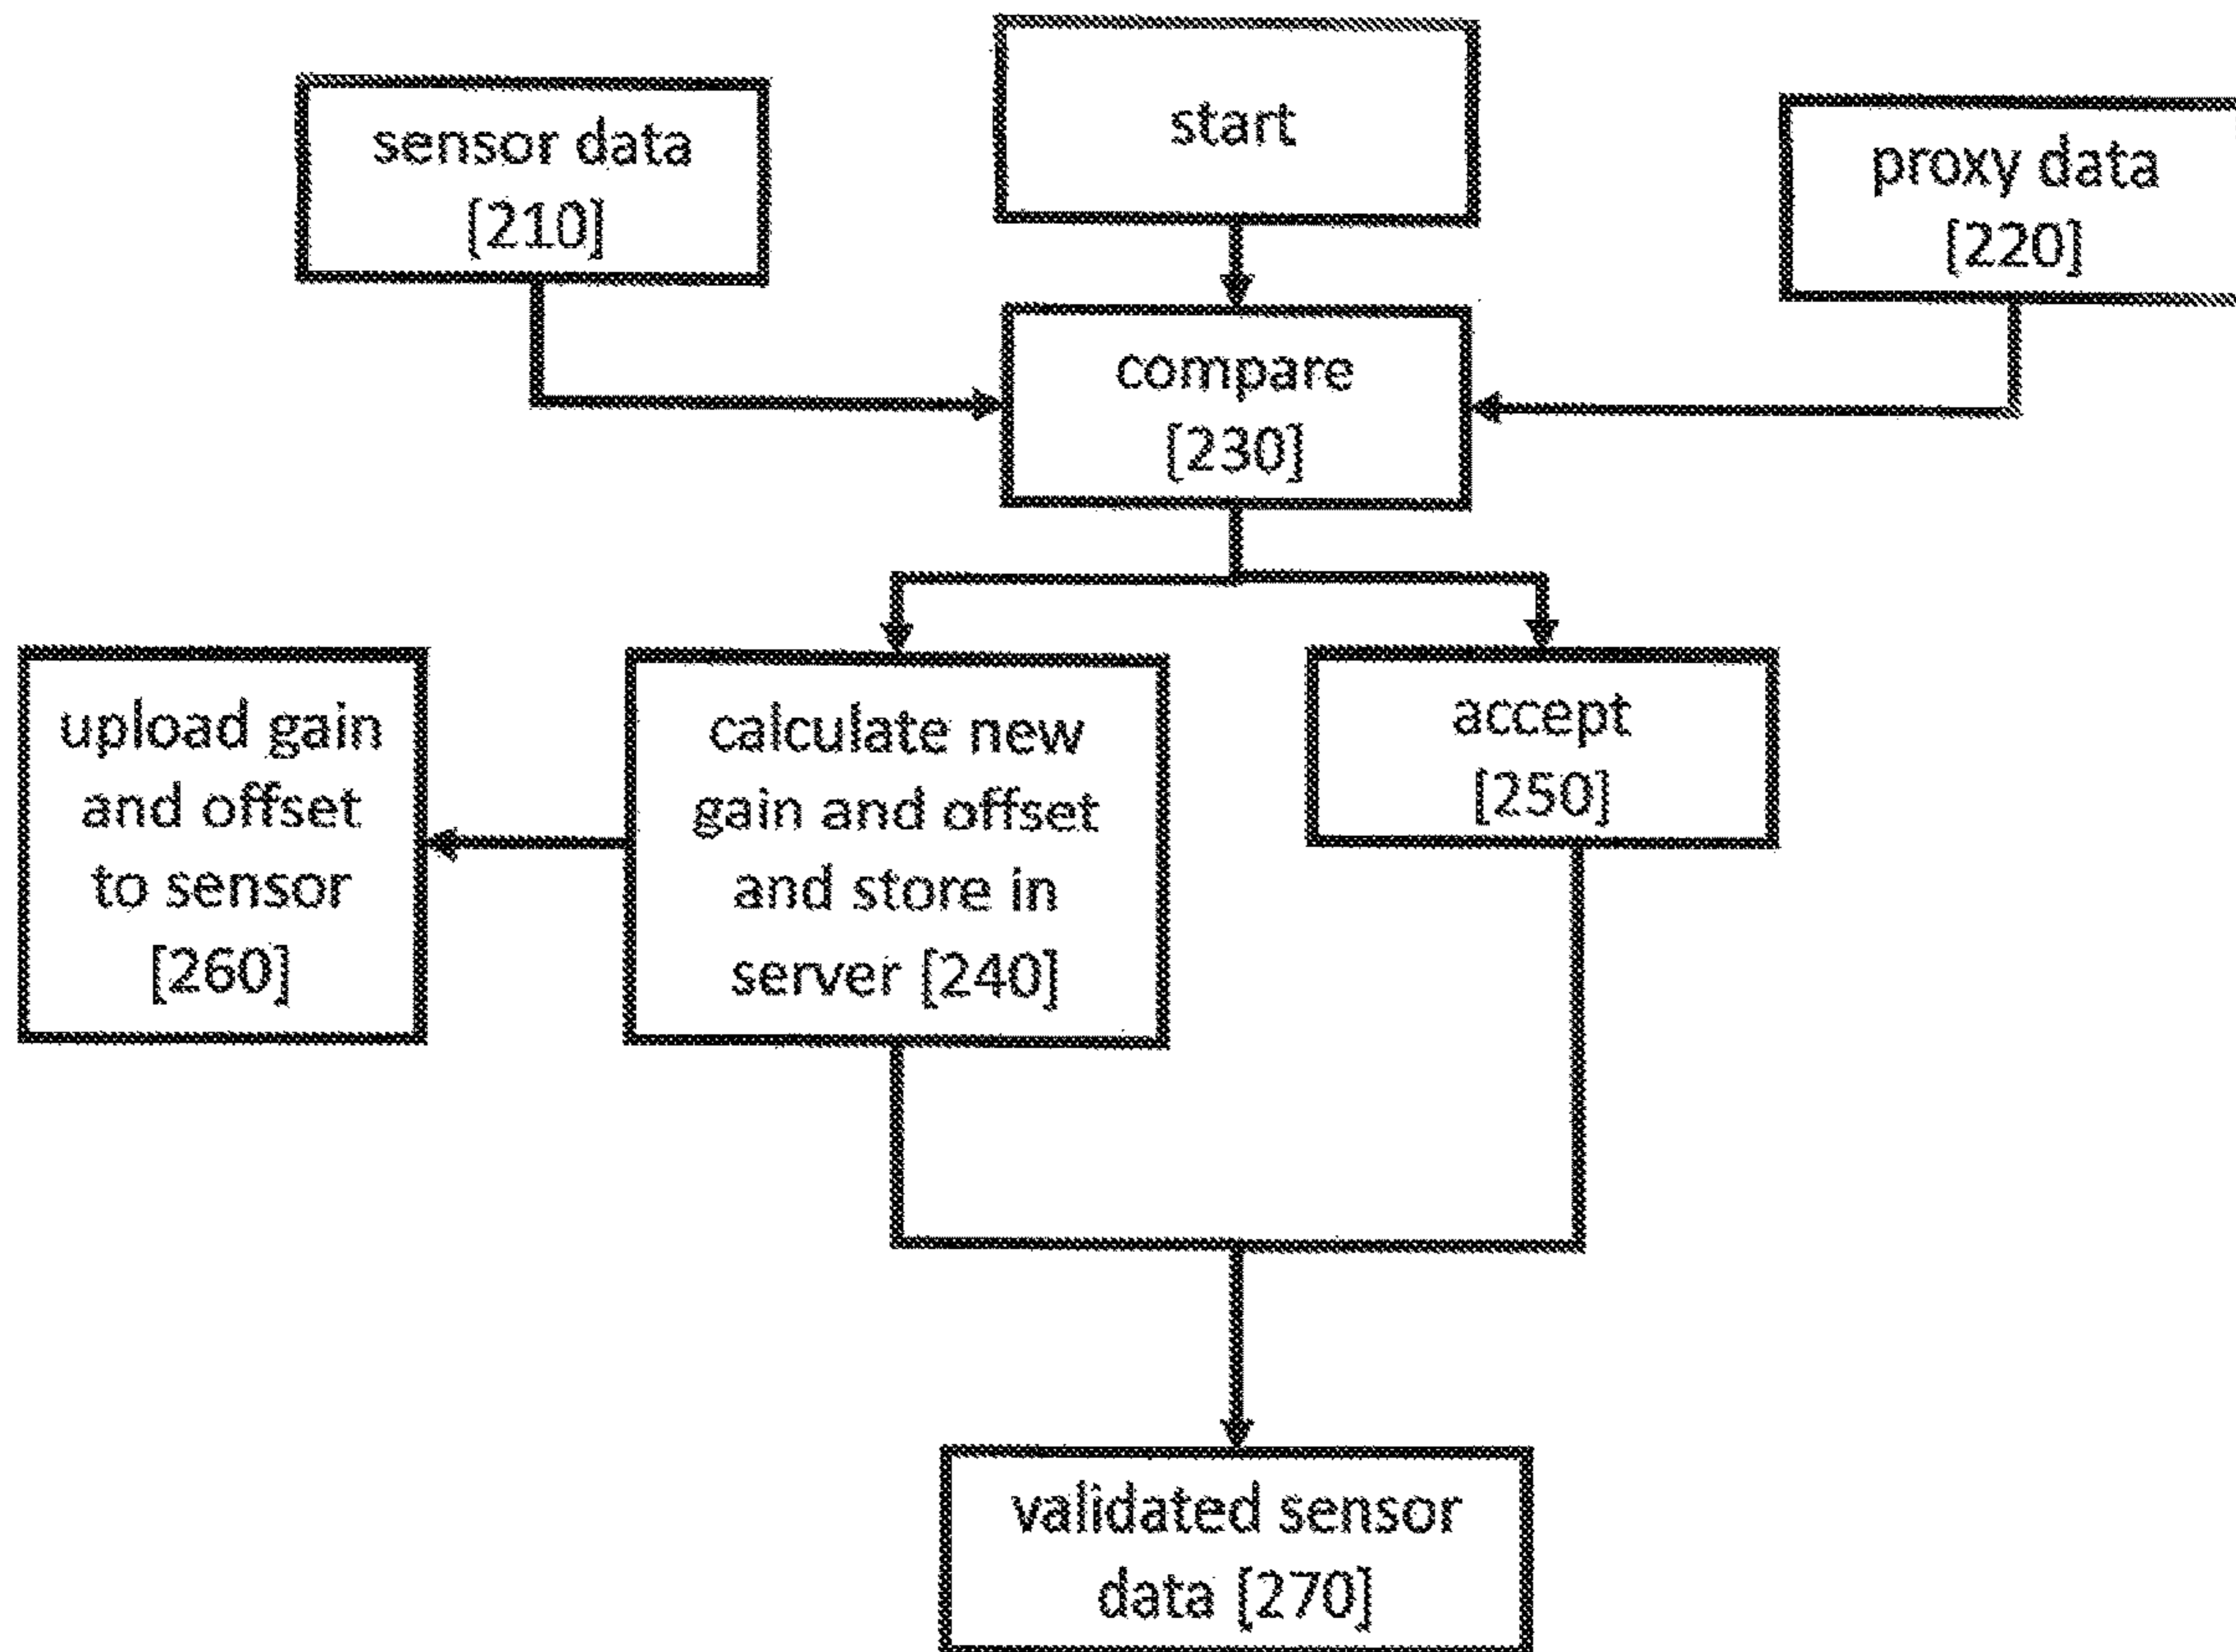 start
sensor data
[210]
proxy data
[220]
compare
[230]
upload gain
and offset
to sensor
[260]
calculate new
gain and offset
and store in
server [240]
accept
[250]
validated sensor
data [270]